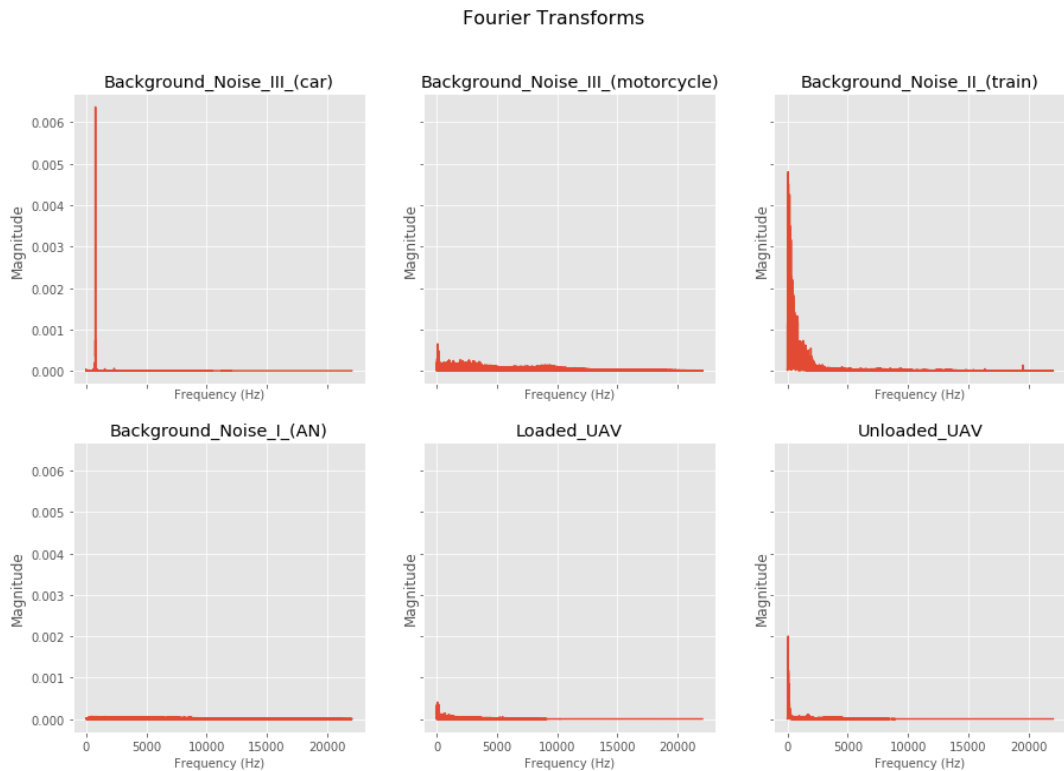 Fourier Transforms
Background_Noise_III_(car)
Background_Noise_III_(motorcycle)
Background_Noise_II_(train)
0.006
0.005
0.004
0.003
0.002
0.001
0.000
Magnitude
Magnitude
Magnitude
Frequency (Hz)
Frequency (Hz)
Frequency (Hz)
Background_Noise_I_(AN)
Loaded_UAV
Unloaded_UAV
0.006
0.005
0.004
0.003
0.002
0.001
0.000
Magnitude
Magnitude
Magnitude
0 5000 10000 15000 20000
0 5000 10000 15000 20000
0 5000 10000 15000 20000
Frequency (Hz)
Frequency (Hz)
Frequency (Hz)